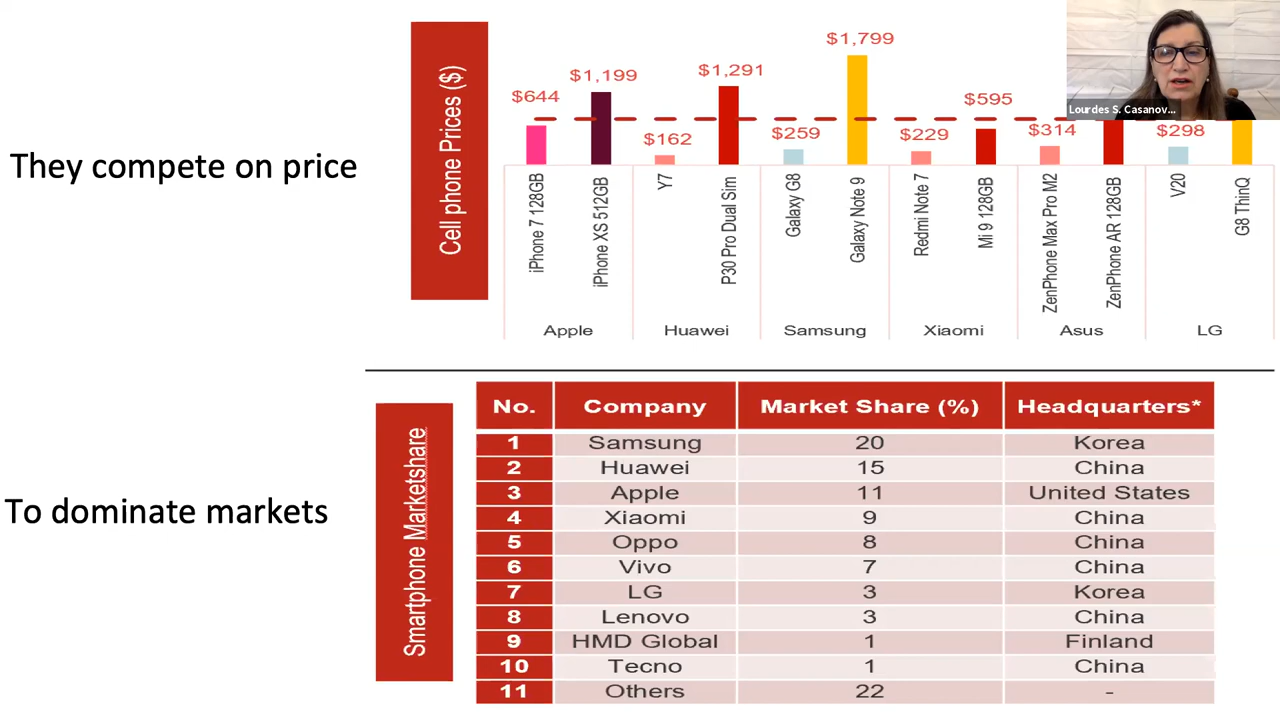 They compete on price
Cell phone Prices ($)
$644
$1,199
$162
$1,291
$259
$1,799
$229
$595
$314
$298
iPhone 7 128GB
iPhone XS 512GB
Y7
P30 Pro Dual Sim
Galaxy G8
Galaxy Note 9
Redmi Note 7
Mi 9 128GB
ZenPhone Max Pro M2
ZenPhone AR 128GB
V20
G8 ThinQ
Apple
Huawei
Samsung
Xiaomi
Asus
LG
Lourdes S. Casanov...
To dominate markets
Smartphone Marketshare
No. Company Market Share (%) Headquarters*
1 Samsung 20 Korea
2 Huawei 15 China
3 Apple 11 United States
4 Xiaomi 9 China
5 Oppo 8 China
6 Vivo 7 China
7 LG 3 Korea
8 Lenovo 3 China
9 HMD Global 1 Finland
10 Tecno 1 China
11 Others 22 -